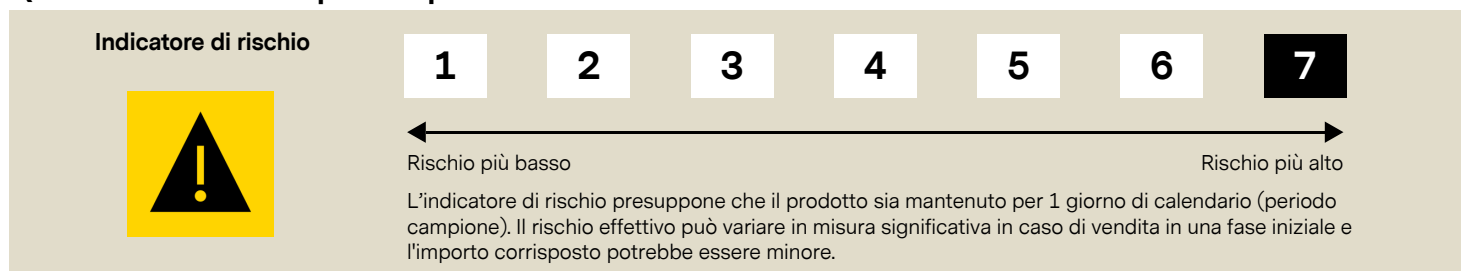 Indicatore di rischio
1 2 3 4 5 6 7
Rischio più basso
Rischio più alto
L'indicatore di rischio presuppone che il prodotto sia mantenuto per 1 giorno di calendario (periodo
campione). Il rischio effettivo può variare in misura significativa in caso di vendita in una fase iniziale e
l'importo corrisposto potrebbe essere minore.